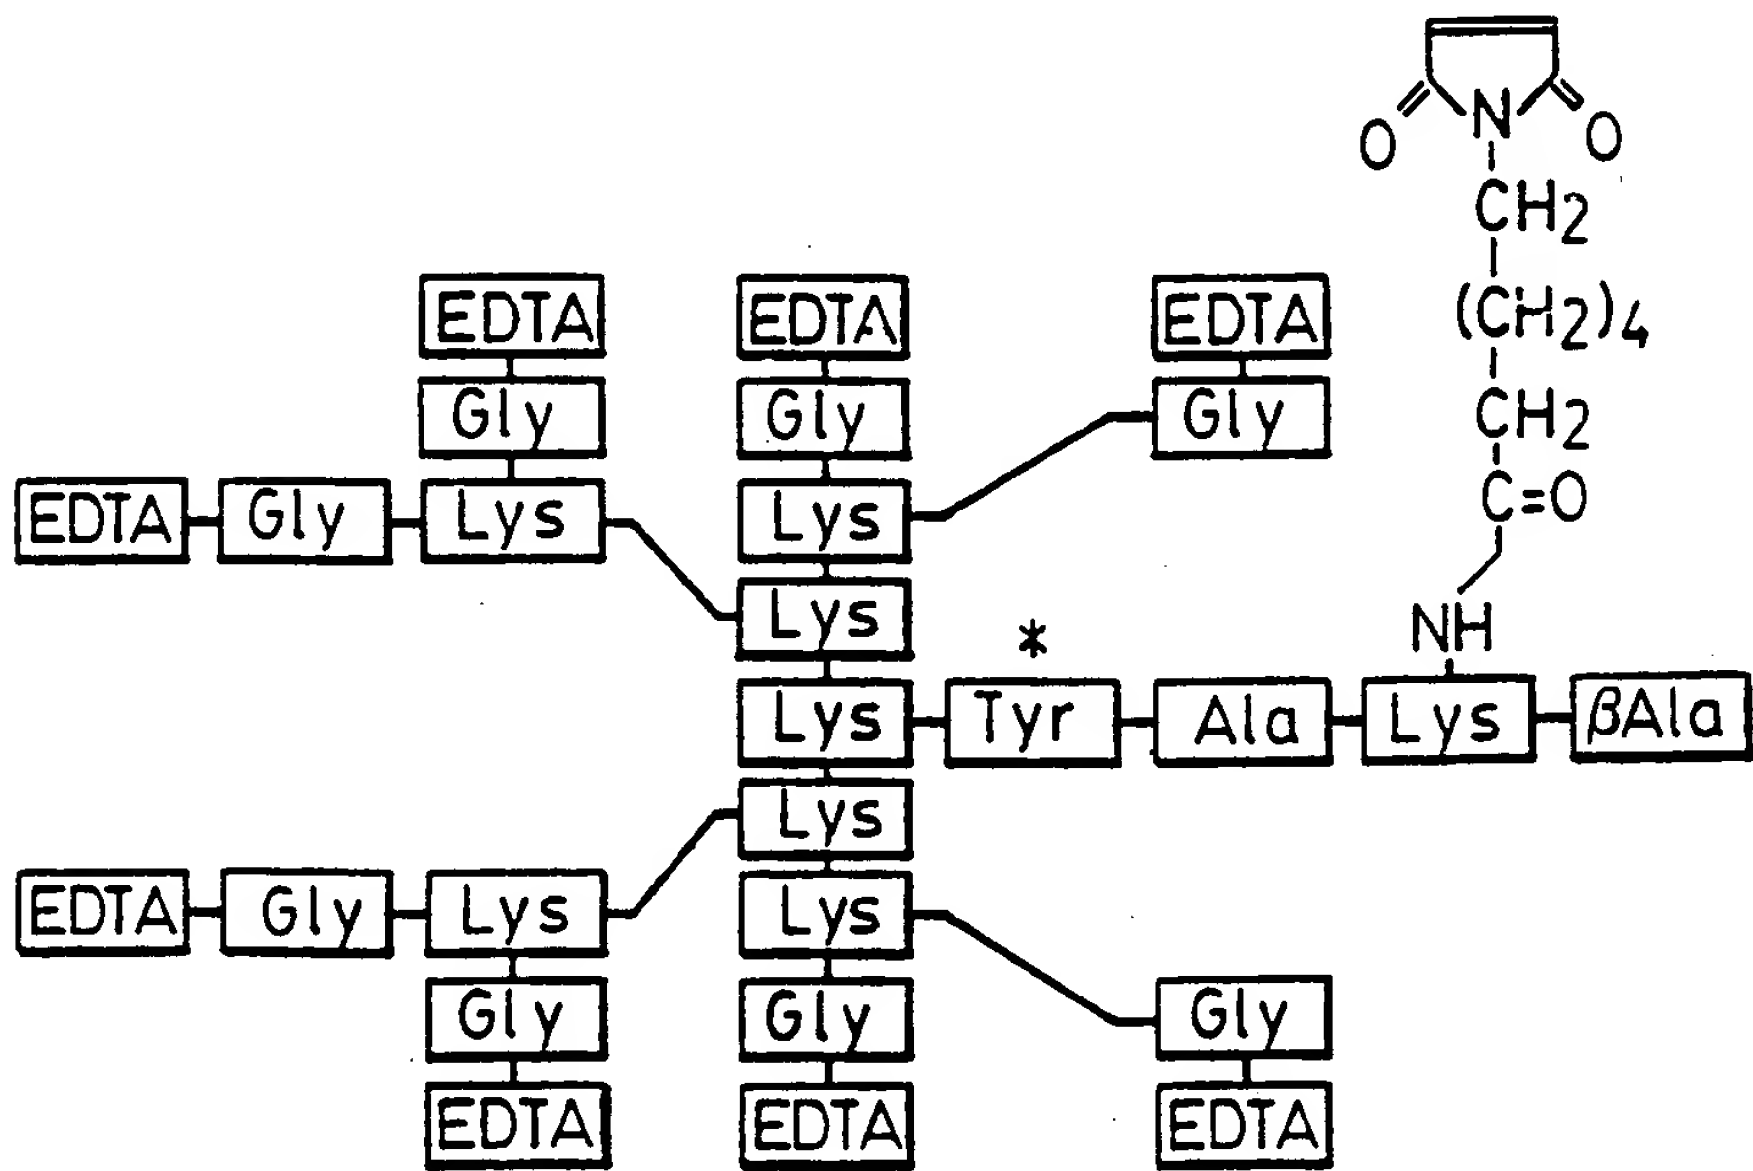 O N O
CH2
(CH2)4
EDTA EDTA EDTA
Gly Gly Gly CH2
EDTA Gly Lys Lys C=O
Lys NH
*
Lys Tyr Ala Lys βAla
Lys
EDTA Gly Lys Lys
Gly Gly Gly
EDTA EDTA EDTA